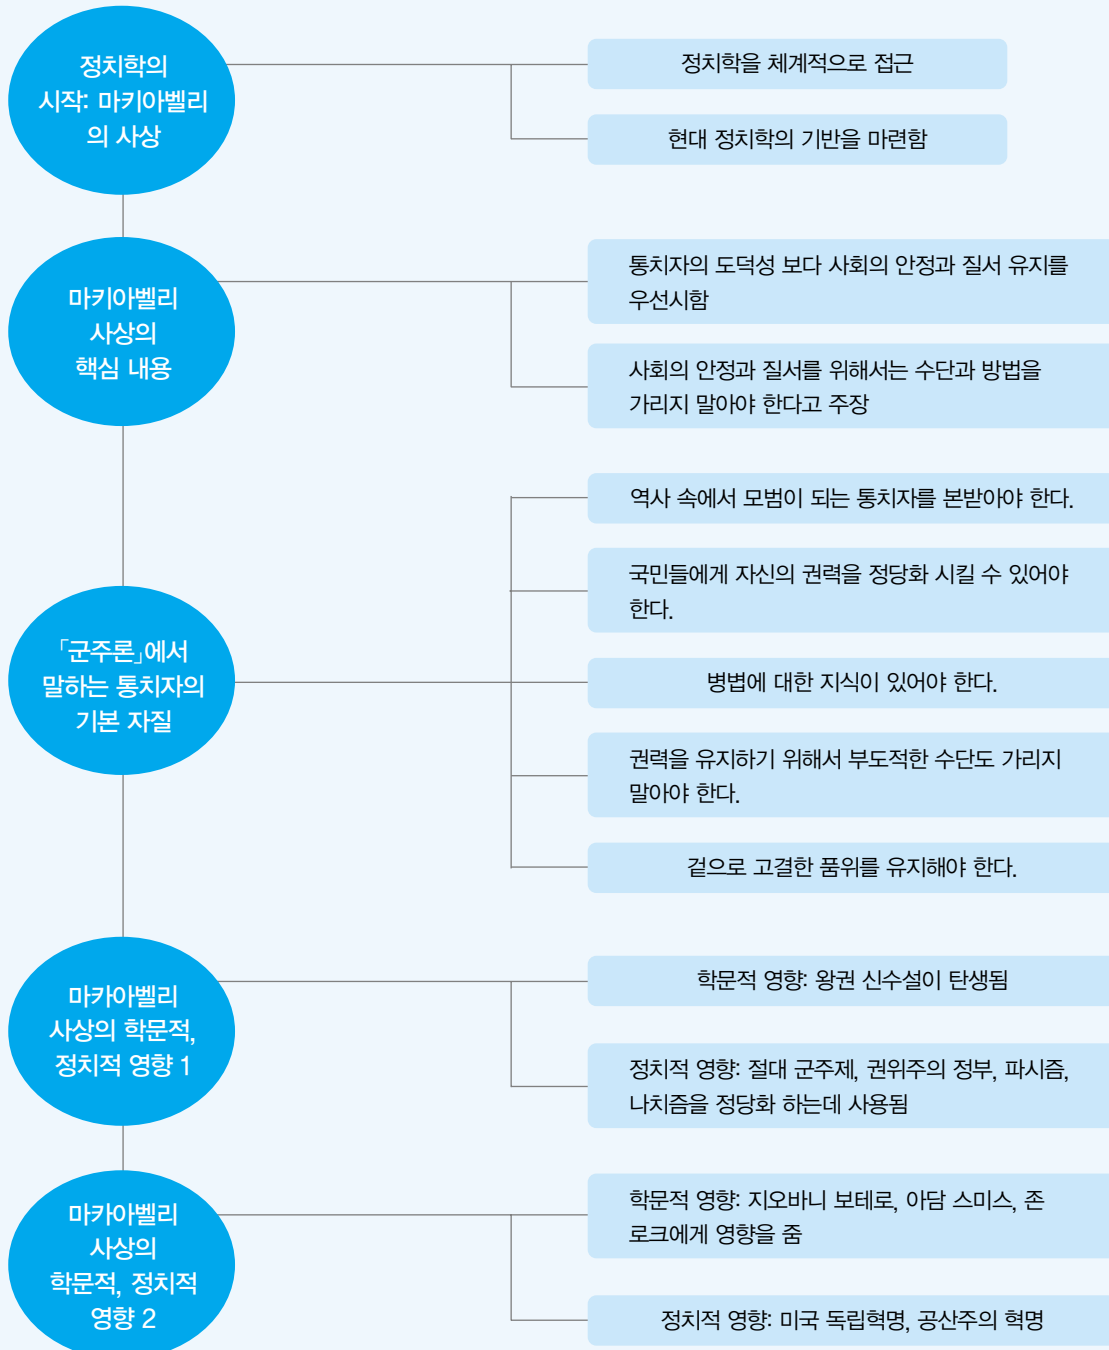 정치학의
시작: 마키아벨리
의 사상
정치학을 체계적으로 접근
현대 정치학의 기반을 마련함
마키아벨리
사상의
핵심 내용
통치자의 도덕성 보다 사회의 안정과 질서 유지를
우선시함
사회의 안정과 질서를 위해서는 수단과 방법을
가리지 말아야 한다고 주장
「군주론」에서
말하는 통치자의
기본 자질
역사 속에서 모범이 되는 통치자를 본받아야 한다.
국민들에게 자신의 권력을 정당화 시킬 수 있어야
한다.
병볍에 대한 지식이 있어야 한다.
권력을 유지하기 위해서 부도적한 수단도 가리지
말아야 한다.
겉으로 고결한 품위를 유지해야 한다.
마카아벨리
사상의 학문적,
정치적 영향 1
학문적 영향: 왕권 신수설이 탄생됨
정치적 영향: 절대 군주제, 권위주의 정부, 파시즘,
나치즘을 정당화 하는데 사용됨
마카아벨리
사상의
학문적, 정치적
영향 2
학문적 영향: 지오바니 보테로, 아담 스미스, 존
로크에게 영향을 줌
정치적 영향: 미국 독립혁명, 공산주의 혁명